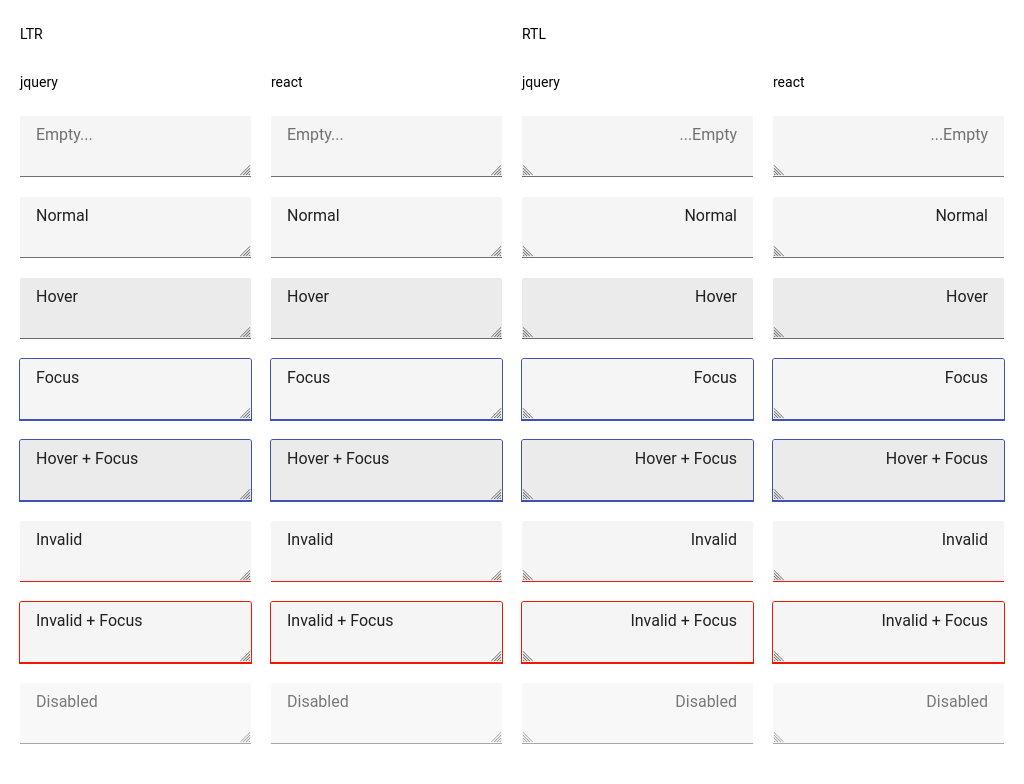 LTR RTL
jquery react jquery react
Empty... Empty... ...Empty ...Empty
Normal Normal Normal Normal
Hover Hover Hover Hover
Focus Focus Focus Focus
Hover + Focus Hover + Focus Hover + Focus Hover + Focus
Invalid Invalid Invalid Invalid
Invalid + Focus Invalid + Focus Invalid + Focus Invalid + Focus
Disabled Disabled Disabled Disabled